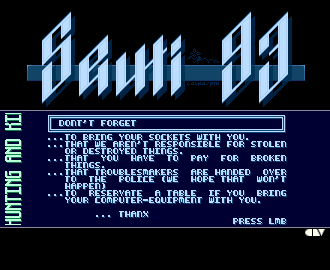 Scuti 93
DONT'T FORGET
...TO BRING YOUR SOCKETS WITH YOU.
...THAT WE AREN'T RESPONSIBLE FOR STOLEN
OR DESTROYED THINGS.
...THAT YOU HAVE TO PAY FOR BROKEN
THINGS.
...THAT TROUBLESMAKERS ARE HANDED OVER
TO THE POLICE (WE HOPE THAT WON'T
HAPPEN)
...TO RESERVATE A TABLE IF YOU BRING
YOUR COMPUTER-EQUIPMENT WITH YOU.
... THANX
PRESS LMB
HUNTING AND KI